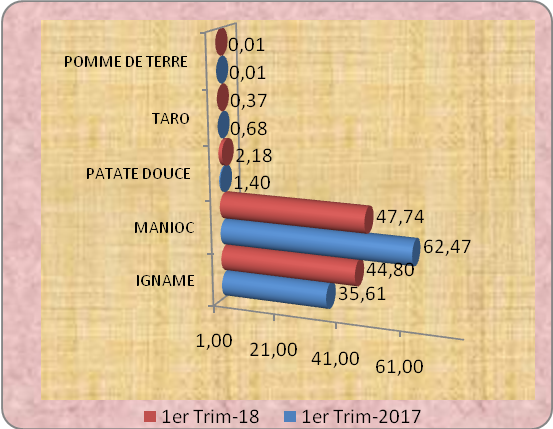 POMME DE TERRE
0,01
0,01
TARO
0,37
0,68
PATATE DOUCE
2,18
1,40
MANIOC
47,74
62,47
IGNAME
44,80
35,61
1,00
21,00
41,00
61,00
1er Trim-18
1er Trim-2017